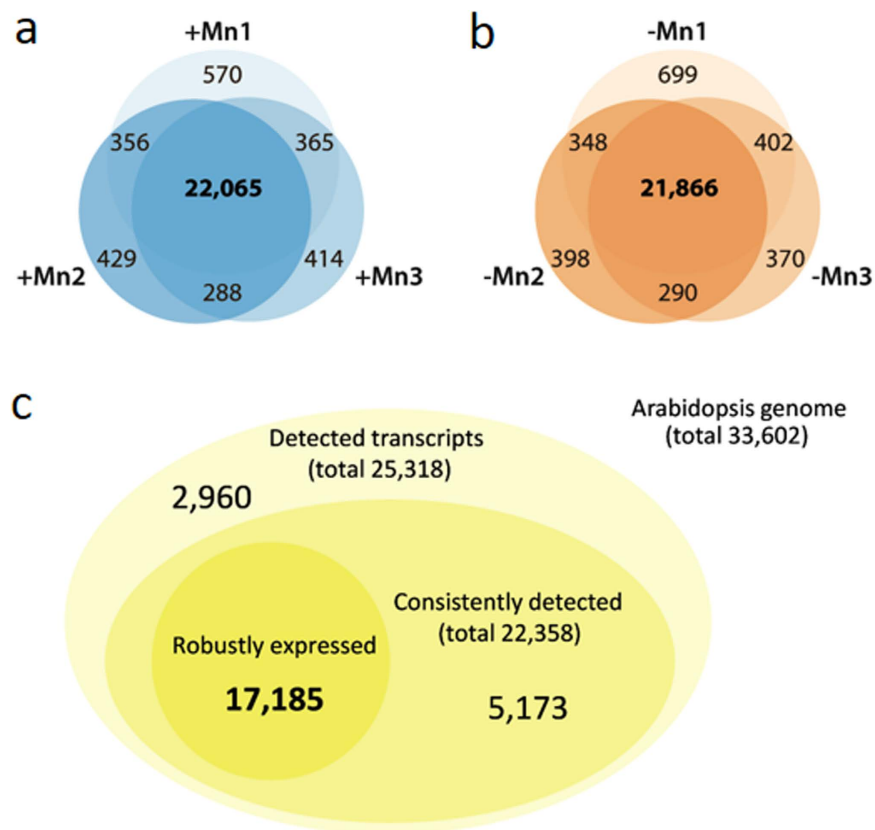 a
+Mn1
570
356
365
22,065
+Mn2
429
414
+Mn3
288
b
-Mn1
699
348
402
21,866
-Mn2
398
370
-Mn3
290
c
Arabidopsis genome
(total 33,602)
Detected transcripts
(total 25,318)
2,960
Consistently detected
(total 22,358)
Robustly expressed
17,185
5,173